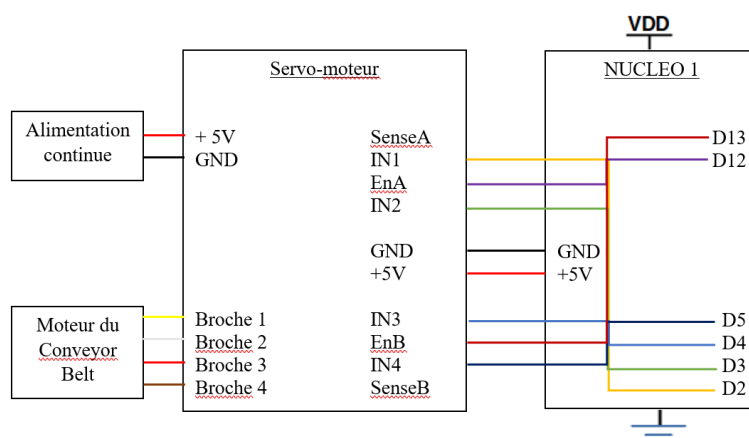 VDD
Servo-moteur
NUCLEO 1
Alimentation
continue
+ 5V
GND
SenseA
IN1
EnA
IN2
GND
+5V
GND
+5V
D13
D12
Moteur du
Conveyor
Belt
Broche 1
Broche 2
Broche 3
Broche 4
IN3
EnB
IN4
SenseB
D5
D4
D3
D2